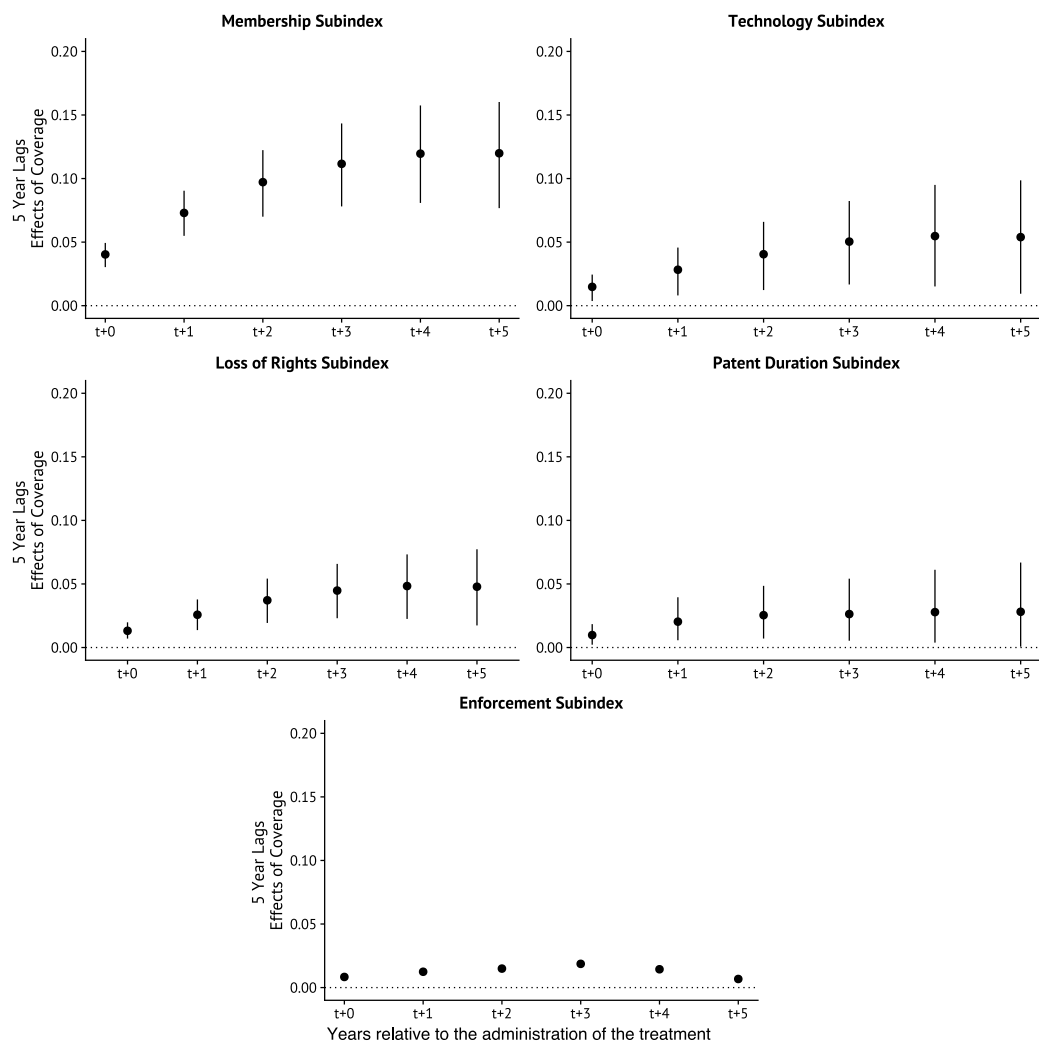 Membership Subindex
5 Year Lags
Effects of Coverage
0.20
0.15
0.10
0.05
0.00
t+0 t+1 t+2 t+3 t+4 t+5
Technology Subindex
0.20
0.15
0.10
0.05
0.00
t+0 t+1 t+2 t+3 t+4 t+5
Loss of Rights Subindex
5 Year Lags
Effects of Coverage
0.20
0.15
0.10
0.05
0.00
t+0 t+1 t+2 t+3 t+4 t+5
Patent Duration Subindex
0.20
0.15
0.10
0.05
0.00
t+0 t+1 t+2 t+3 t+4 t+5
Enforcement Subindex
5 Year Lags
Effects of Coverage
0.20
0.15
0.10
0.05
0.00
t+0 t+1 t+2 t+3 t+4 t+5
Years relative to the administration of the treatment